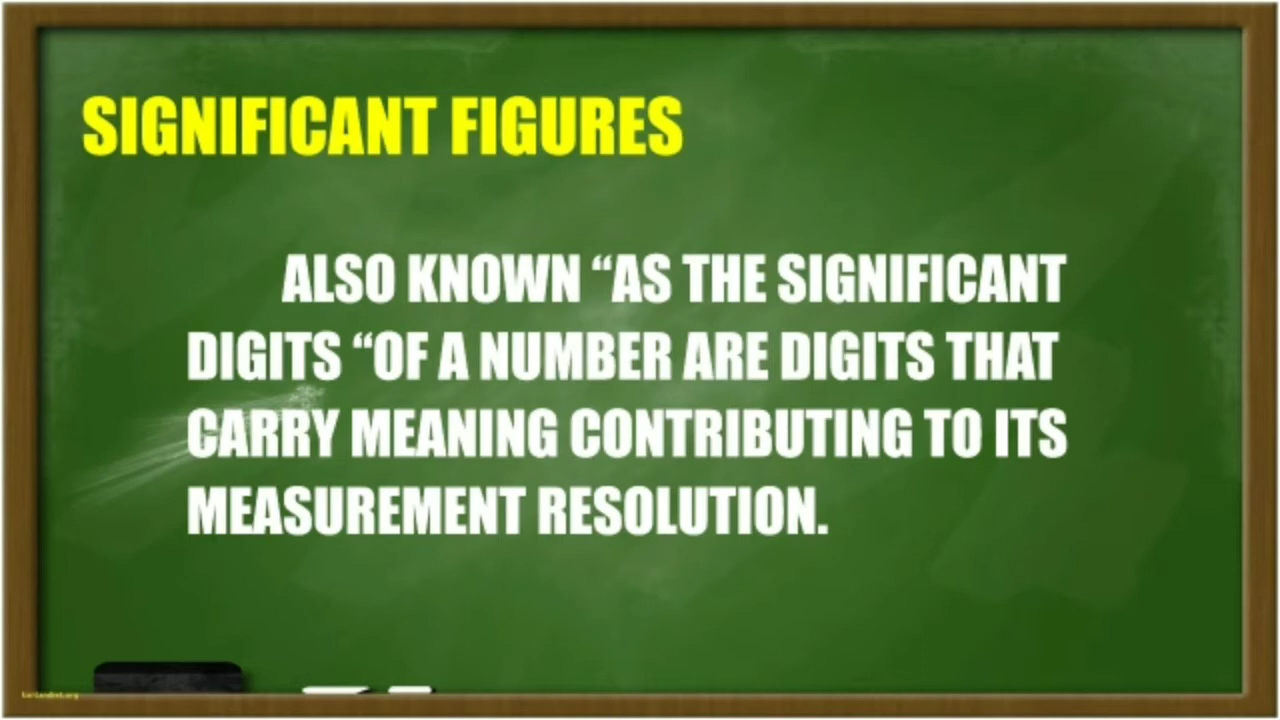 SIGNIFICANT FIGURES
ALSO KNOWN “AS THE SIGNIFICANT
DIGITS “OF A NUMBER ARE DIGITS THAT
CARRY MEANING CONTRIBUTING TO ITS
MEASUREMENT RESOLUTION.